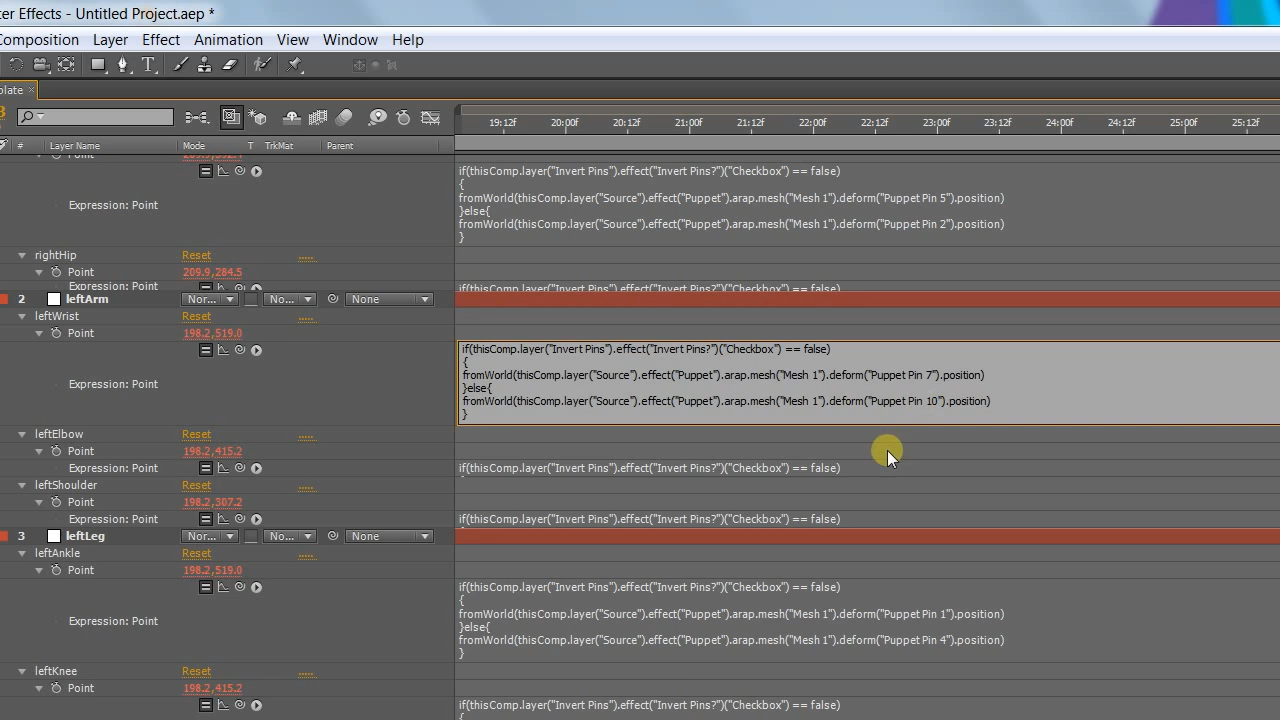 ter Effects - Untitled Project.aep *
Composition Layer Effect Animation View Window Help
plate ×
19:12f 20:00f 20:12f 21:00f 21:12f 22:00f 22:12f 23:00f 23:12f 24:00f 24:12f 25:00f 25:12f
# Layer Name Mode T TrkMat Parent
Point
if(thisComp.layer("Invert Pins").effect("Invert Pins?")("Checkbox") == false)
{
Expression: Point fromWorld(thisComp.layer("Source").effect("Puppet").arap.mesh("Mesh 1").deform("Puppet Pin 5").position)
}else{
fromWorld(thisComp.layer("Source").effect("Puppet").arap.mesh("Mesh 1").deform("Puppet Pin 2").position)
}
rightHip Reset .....
Point 209.9,284.5
Expression: Point if(thisComp.layer("Invert Pins").effect("Invert Pins?")("Checkbox") == false)
2 leftArm Nor... No... None
leftWrist Reset .....
Point 198.2,519.0
if(thisComp.layer("Invert Pins").effect("Invert Pins?")("Checkbox") == false)
{
Expression: Point fromWorld(thisComp.layer("Source").effect("Puppet").arap.mesh("Mesh 1").deform("Puppet Pin 7").position)
}else{
fromWorld(thisComp.layer("Source").effect("Puppet").arap.mesh("Mesh 1").deform("Puppet Pin 10").position)
}
leftElbow Reset .....
Point 198.2,415.2
Expression: Point if(thisComp.layer("Invert Pins").effect("Invert Pins?")("Checkbox") == false)
leftShoulder Reset .....
Point 198.2,307.2
Expression: Point if(thisComp.layer("Invert Pins").effect("Invert Pins?")("Checkbox") == false)
3 leftLeg Nor... No... None
leftAnkle Reset .....
Point 198.2,519.0
if(thisComp.layer("Invert Pins").effect("Invert Pins?")("Checkbox") == false)
{
Expression: Point fromWorld(thisComp.layer("Source").effect("Puppet").arap.mesh("Mesh 1").deform("Puppet Pin 1").position)
}else{
fromWorld(thisComp.layer("Source").effect("Puppet").arap.mesh("Mesh 1").deform("Puppet Pin 4").position)
}
leftKnee Reset .....
Point 198.2,415.2
if(thisComp.layer("Invert Pins").effect("Invert Pins?")("Checkbox") == false)
{